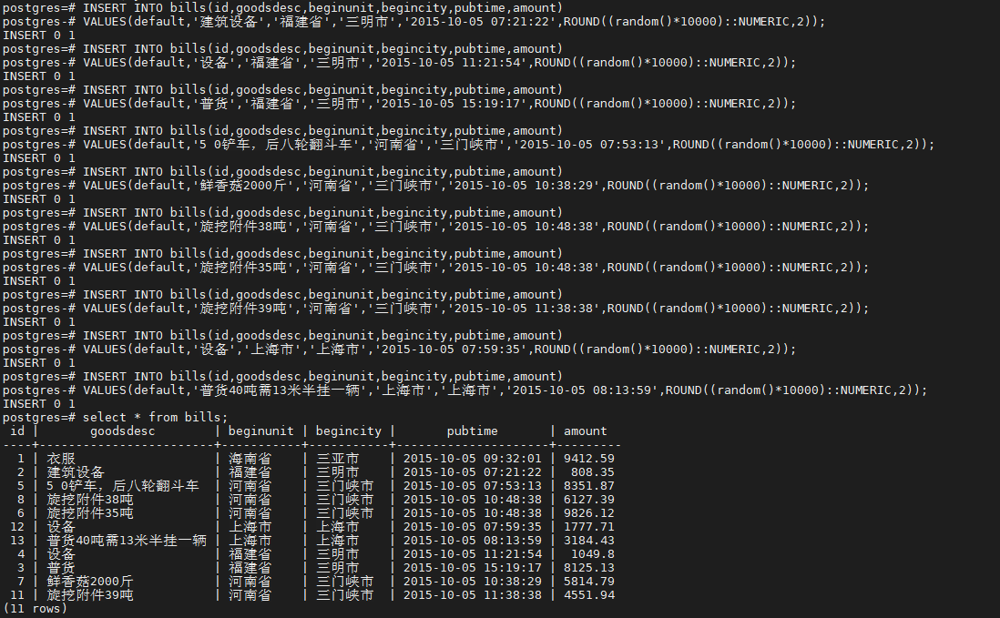 postgres=# INSERT INTO bills(id,goodsdesc,beginunit,begincity,pubtime,amount)
postgres-# VALUES(default,'建筑设备','福建省','三明市','2015-10-05 07:21:22',ROUND((random()*10000)::NUMERIC,2));
INSERT 0 1
postgres=# INSERT INTO bills(id,goodsdesc,beginunit,begincity,pubtime,amount)
postgres-# VALUES(default,'设备','福建省','三明市','2015-10-05 11:21:54',ROUND((random()*10000)::NUMERIC,2));
INSERT 0 1
postgres=# INSERT INTO bills(id,goodsdesc,beginunit,begincity,pubtime,amount)
postgres-# VALUES(default,'普货','福建省','三明市','2015-10-05 15:19:17',ROUND((random()*10000)::NUMERIC,2));
INSERT 0 1
postgres=# INSERT INTO bills(id,goodsdesc,beginunit,begincity,pubtime,amount)
postgres-# VALUES(default,'5 0铲车，后八轮翻斗车','河南省','三门峡市','2015-10-05 07:53:13',ROUND((random()*10000)::NUMERIC,2));
INSERT 0 1
postgres=# INSERT INTO bills(id,goodsdesc,beginunit,begincity,pubtime,amount)
postgres-# VALUES(default,'鲜香菇2000斤','河南省','三门峡市','2015-10-05 10:38:29',ROUND((random()*10000)::NUMERIC,2));
INSERT 0 1
postgres=# INSERT INTO bills(id,goodsdesc,beginunit,begincity,pubtime,amount)
postgres-# VALUES(default,'旋挖附件38吨','河南省','三门峡市','2015-10-05 10:48:38',ROUND((random()*10000)::NUMERIC,2));
INSERT 0 1
postgres=# INSERT INTO bills(id,goodsdesc,beginunit,begincity,pubtime,amount)
postgres-# VALUES(default,'旋挖附件35吨','河南省','三门峡市','2015-10-05 10:48:38',ROUND((random()*10000)::NUMERIC,2));
INSERT 0 1
postgres=# INSERT INTO bills(id,goodsdesc,beginunit,begincity,pubtime,amount)
postgres-# VALUES(default,'旋挖附件39吨','河南省','三门峡市','2015-10-05 11:38:38',ROUND((random()*10000)::NUMERIC,2));
INSERT 0 1
postgres=# INSERT INTO bills(id,goodsdesc,beginunit,begincity,pubtime,amount)
postgres-# VALUES(default,'设备','上海市','上海市','2015-10-05 07:59:35',ROUND((random()*10000)::NUMERIC,2));
INSERT 0 1
postgres=# INSERT INTO bills(id,goodsdesc,beginunit,begincity,pubtime,amount)
postgres-# VALUES(default,'普货40吨需13米半挂一辆','上海市','上海市','2015-10-05 08:13:59',ROUND((random()*10000)::NUMERIC,2));
INSERT 0 1
postgres=# select * from bills;
 id |       goodsdesc        | beginunit | begincity |       pubtime       | amount
----+------------------------+-----------+-----------+---------------------+---------
  1 | 衣服                   | 海南省    | 三亚市    | 2015-10-05 09:32:01 | 9412.59
  2 | 建筑设备               | 福建省    | 三明市    | 2015-10-05 07:21:22 |  808.35
  5 | 5 0铲车，后八轮翻斗车  | 河南省    | 三门峡市  | 2015-10-05 07:53:13 | 8351.87
  8 | 旋挖附件38吨           | 河南省    | 三门峡市  | 2015-10-05 10:48:38 | 6127.39
  6 | 旋挖附件35吨           | 河南省    | 三门峡市  | 2015-10-05 10:48:38 | 9826.12
 12 | 设备                   | 上海市    | 上海市    | 2015-10-05 07:59:35 | 1777.71
 13 | 普货40吨需13米半挂一辆 | 上海市    | 上海市    | 2015-10-05 08:13:59 | 3184.43
  4 | 设备                   | 福建省    | 三明市    | 2015-10-05 11:21:54 |  1049.8
  3 | 普货                   | 福建省    | 三明市    | 2015-10-05 15:19:17 | 8125.13
  7 | 鲜香菇2000斤           | 河南省    | 三门峡市  | 2015-10-05 10:38:29 | 5814.79
 11 | 旋挖附件39吨           | 河南省    | 三门峡市  | 2015-10-05 11:38:38 | 4551.94
(11 rows)